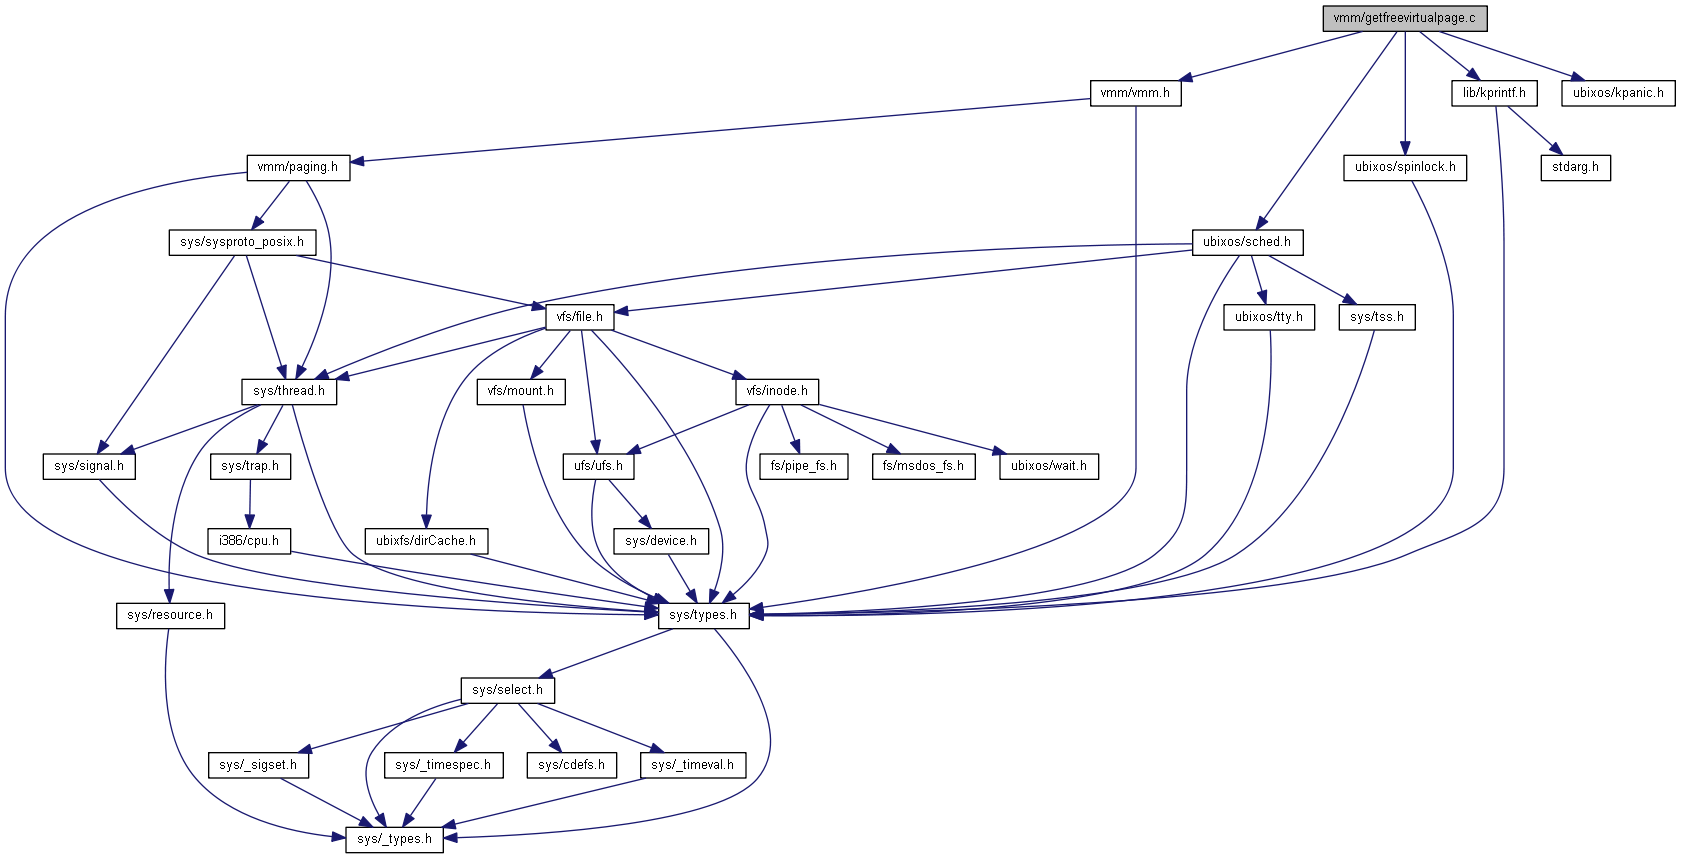 vmm/getfreevirtualpage.c
vmm/vmm.h
lib/kprintf.h
ubixos/kpanic.h
vmm/paging.h
ubixos/spinlock.h
stdarg.h
sys/sysproto_posix.h
ubixos/sched.h
vfs/file.h
ubixos/tty.h
sys/tss.h
sys/thread.h
vfs/mount.h
vfs/inode.h
sys/signal.h
sys/trap.h
ufs/ufs.h
fs/pipe_fs.h
fs/msdos_fs.h
ubixos/wait.h
i386/cpu.h
ubixfs/dirCache.h
sys/device.h
sys/resource.h
sys/types.h
sys/select.h
sys/_sigset.h
sys/_timespec.h
sys/cdefs.h
sys/_timeval.h
sys/_types.h